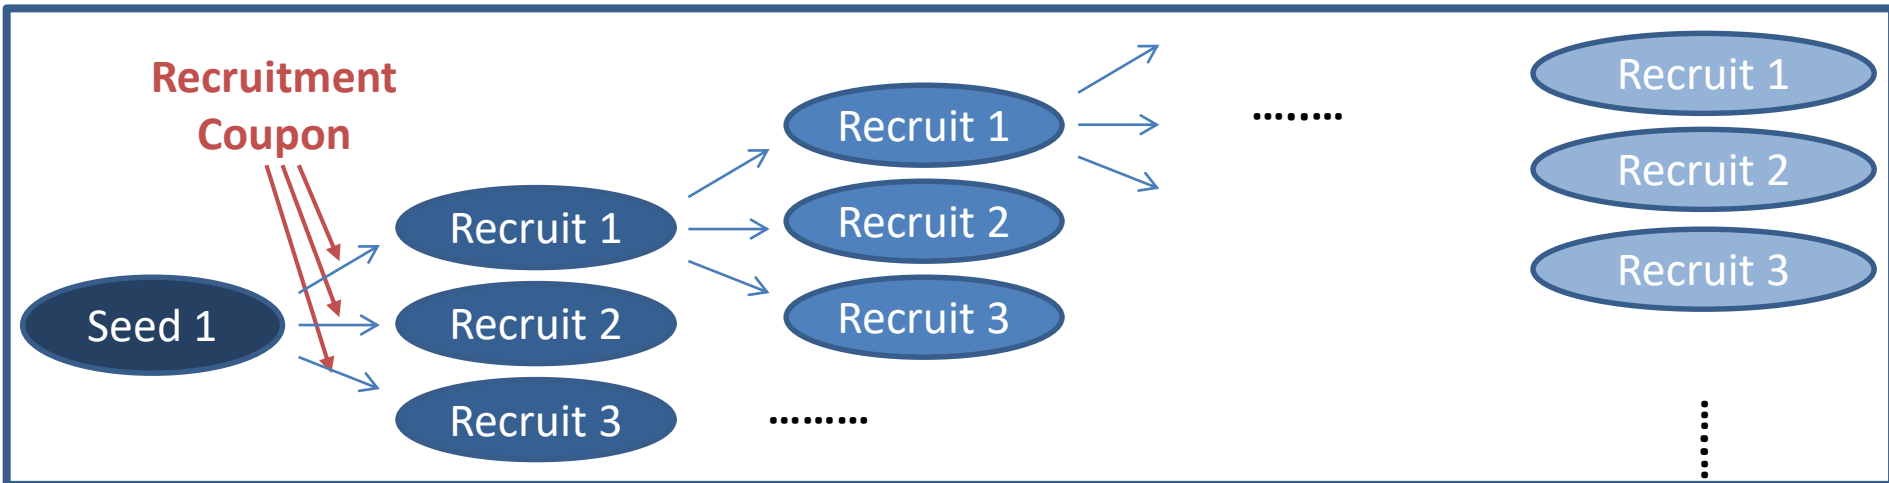 Recruitment
Coupon
Seed 1
Recruit 1
Recruit 2
Recruit 3
.........
Recruit 1
Recruit 2
Recruit 3
........
Recruit 1
Recruit 2
Recruit 3